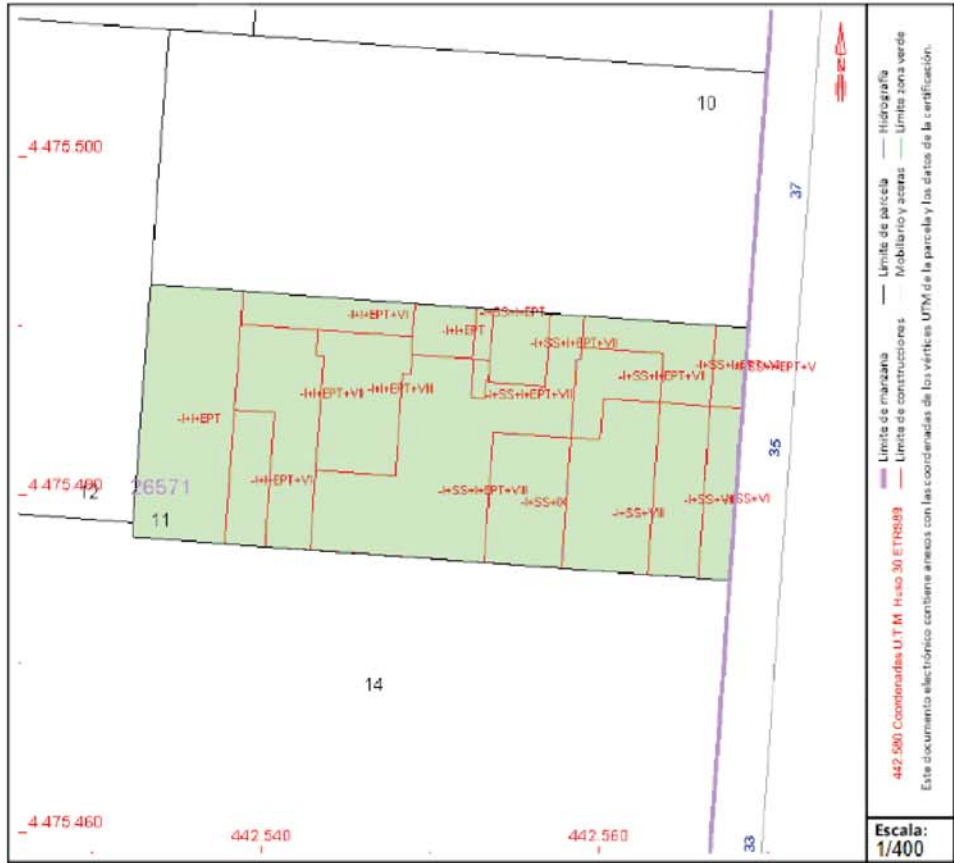 10
4.475.500
37
-I+I+EPT+VI
-I+SS+I+EPT
-I+I+EPT
-I+SS+I+EPT+VII
-I+SS+I+EPT+V
-I+SS+I+EPT+VII
-I+I+EPT+VII
-I+I+EPT+VIII
-I+SS+I+EPT+VII
-I+I+EPT
35
-I+I+EPT+VI
4.475.480
12
26571
-I+SS+I+EPT+VIII
-I+SS+IX
-I+SS+VIII
-I+SS+VII
SS+VI
11
14
4.475.460
442.540
442.560
33
Límite de manzana
Límite de parcela
Hidrografía
442.580 Coordenadas U.T.M. Huso 30 ETRS89
Límite de construcciones
Mobiliario y aceras
Límite zona verde
Este documento electrónico contiene anexos con las coordenadas de los vértices UTM de la parcela y los datos de la certificación.
Escala:
1/400